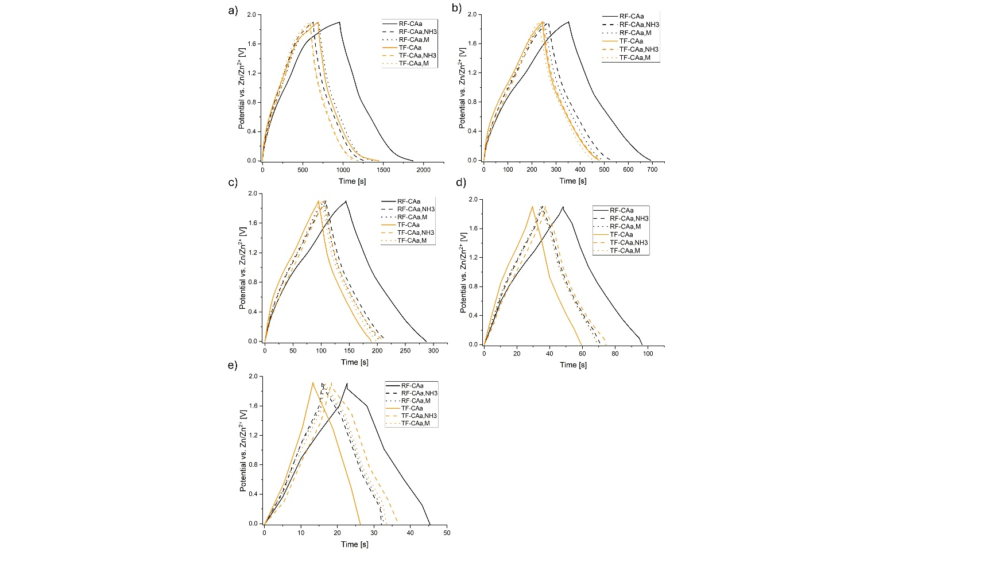 a)
Potential vs. Zn/Zn²⁺ [V]
2.0
1.6
1.2
0.8
0.4
0.0
RF-CAa
RF-CAa,NH3
RF-CAa,M
TF-CAa
TF-CAa,NH3
TF-CAa,M
0 500 1000 1500 2000
Time [s]
b)
Potential vs. Zn/Zn²⁺ [V]
2.0
1.6
1.2
0.8
0.4
0.0
RF-CAa
RF-CAa,NH3
RF-CAa,M
TF-CAa
TF-CAa,NH3
TF-CAa,M
0 100 200 300 400 500 600 700
Time [s]
c)
Potential vs. Zn/Zn²⁺ [V]
2.0
1.6
1.2
0.8
0.4
0.0
RF-CAa
RF-CAa,NH3
RF-CAa,M
TF-CAa
TF-CAa,NH3
TF-CAa,M
0 50 100 150 200 250 300
Time [s]
d)
Potential vs. Zn/Zn²⁺ [V]
2.0
1.6
1.2
0.8
0.4
0.0
RF-CAa
RF-CAa,NH3
RF-CAa,M
TF-CAa
TF-CAa,NH3
TF-CAa,M
0 20 40 60 80 100
Time [s]
e)
Potential vs. Zn/Zn²⁺ [V]
2.0
1.6
1.2
0.8
0.4
0.0
RF-CAa
RF-CAa,NH3
RF-CAa,M
TF-CAa
TF-CAa,NH3
TF-CAa,M
0 10 20 30 40 50
Time [s]